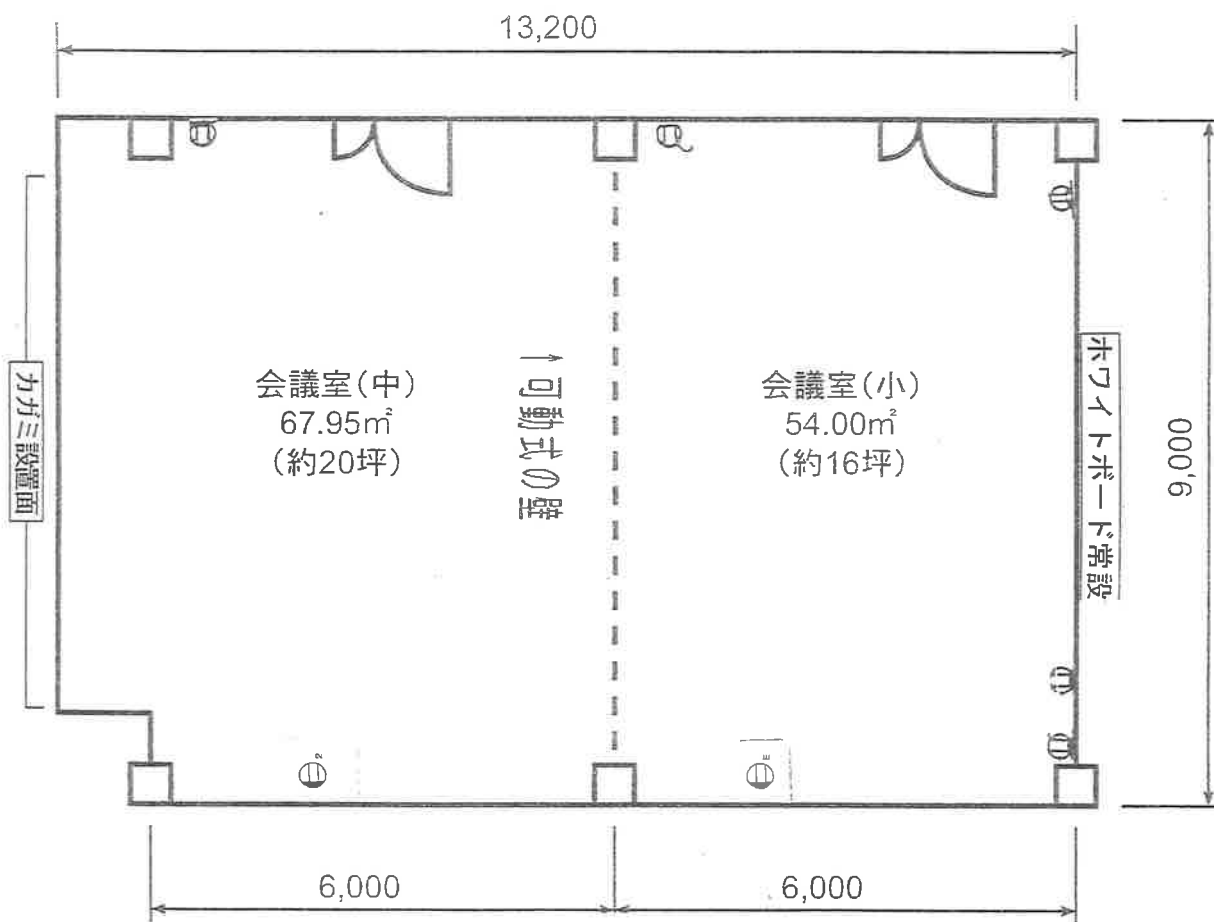 13,200
会議室(中)
67.95㎡
(約20坪)
会議室(小)
54.00㎡
(約16坪)
↑可動式の壁
カガミ設置面
ホワイトボード常設
9,000
2
E
6,000
6,000